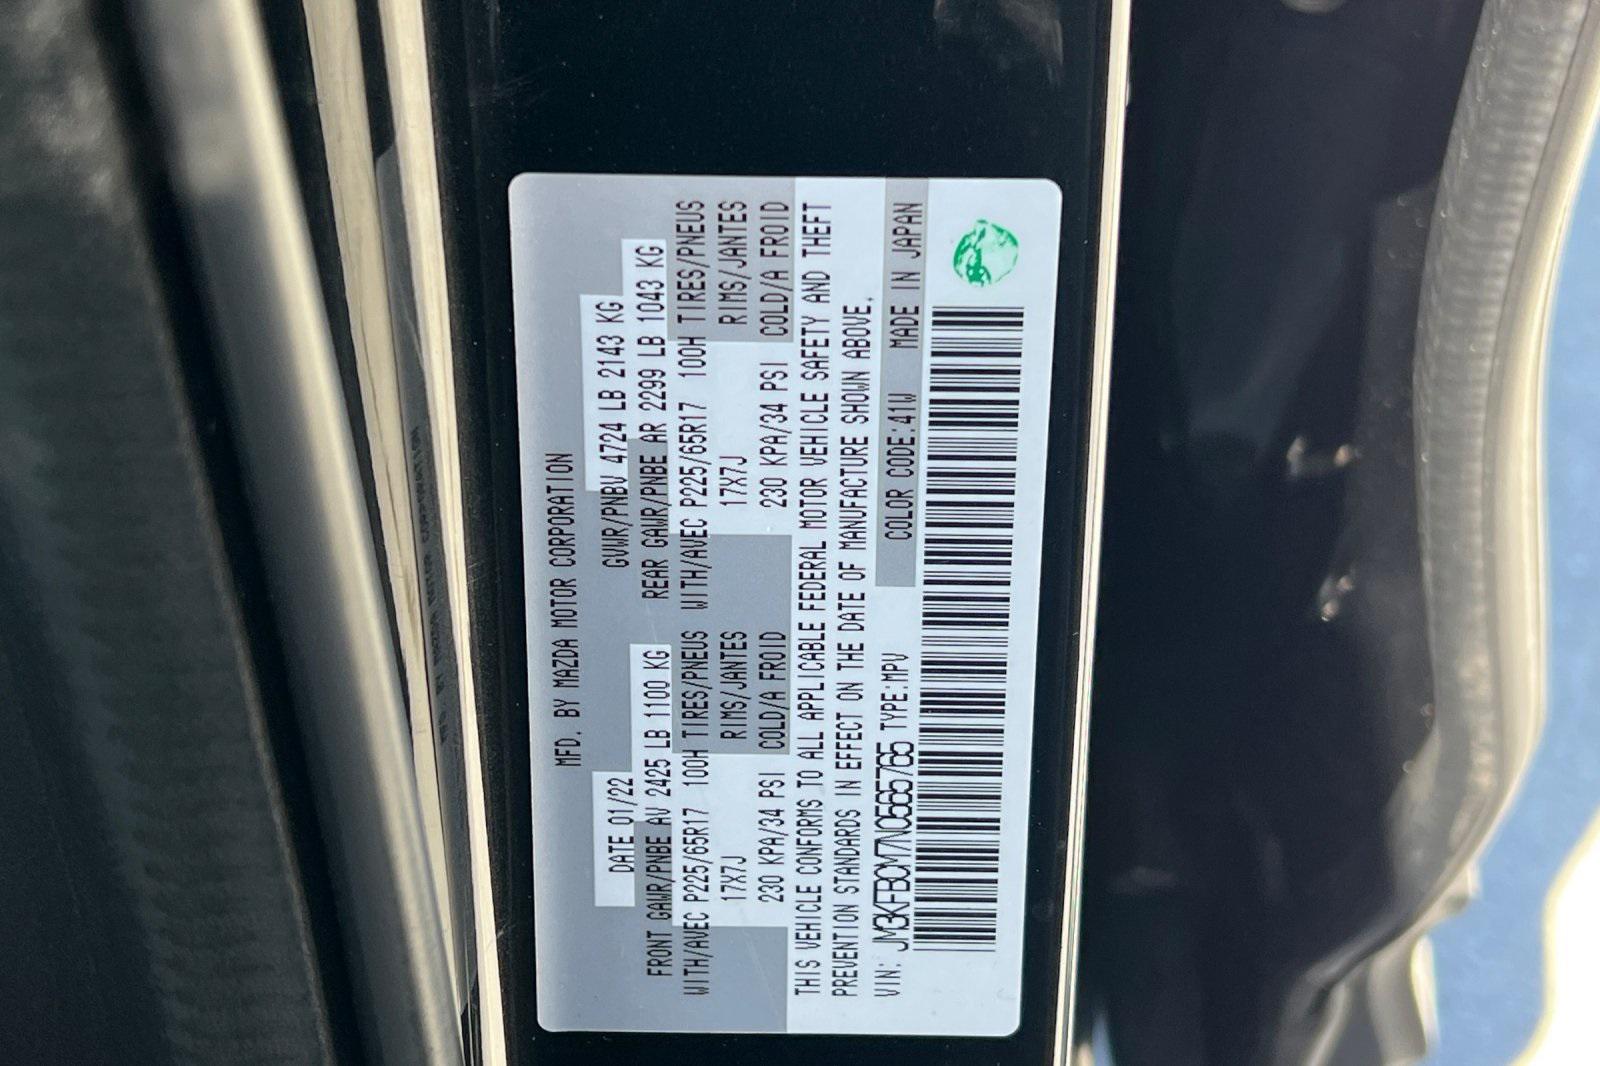 MFD. BY MAZDA MOTOR CORPORATION
DATE 01/22 GVWR/PNBV 4724 LB 2143 KG
FRONT GAWR/PNBE AV 2425 LB 1100 KG REAR GAWR/PNBE AR 2299 LB 1043 KG
WITH/AVEC P225/65R17 100H TIRES/PNEUS WITH/AVEC P225/65R17 100H TIRES/PNEUS
17X7J RIMS/JANTES 17X7J RIMS/JANTES
230 KPA/34 PSI COLD/A FROID 230 KPA/34 PSI COLD/A FROID
THIS VEHICLE CONFORMS TO ALL APPLICABLE FEDERAL MOTOR VEHICLE SAFETY AND THEFT
PREVENTION STANDARDS IN EFFECT ON THE DATE OF MANUFACTURE SHOWN ABOVE.
VIN: JM3KFBCM7N0565765 TYPE:MPV COLOR CODE:41W MADE IN JAPAN